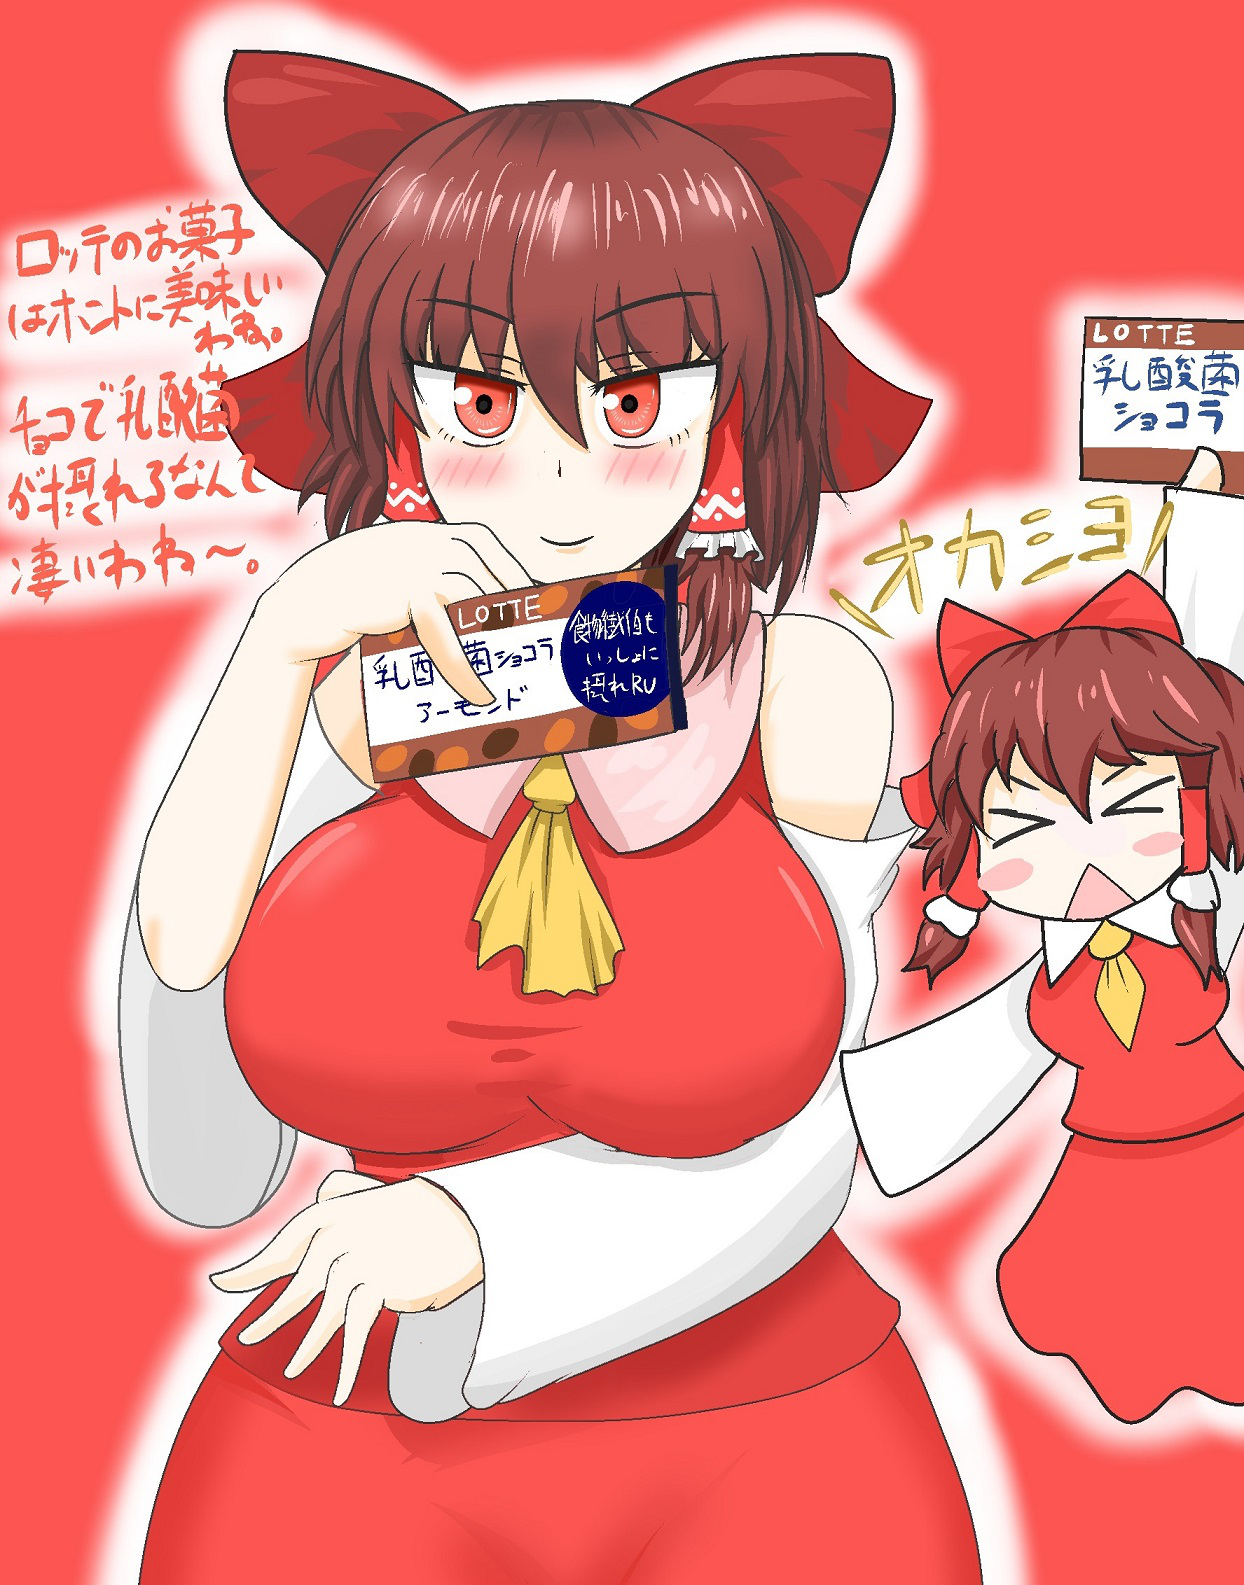 ロッテのお菓子
はホントに美味しい
わね。
チョコで乳酸菌
が摂れるなんて
凄いわね〜。
LOTTE
乳酸菌ショコラ
アーモンド
食物繊維も
いっしょに
摂れRU
LOTTE
乳酸菌
ショコラ
オカシヨ